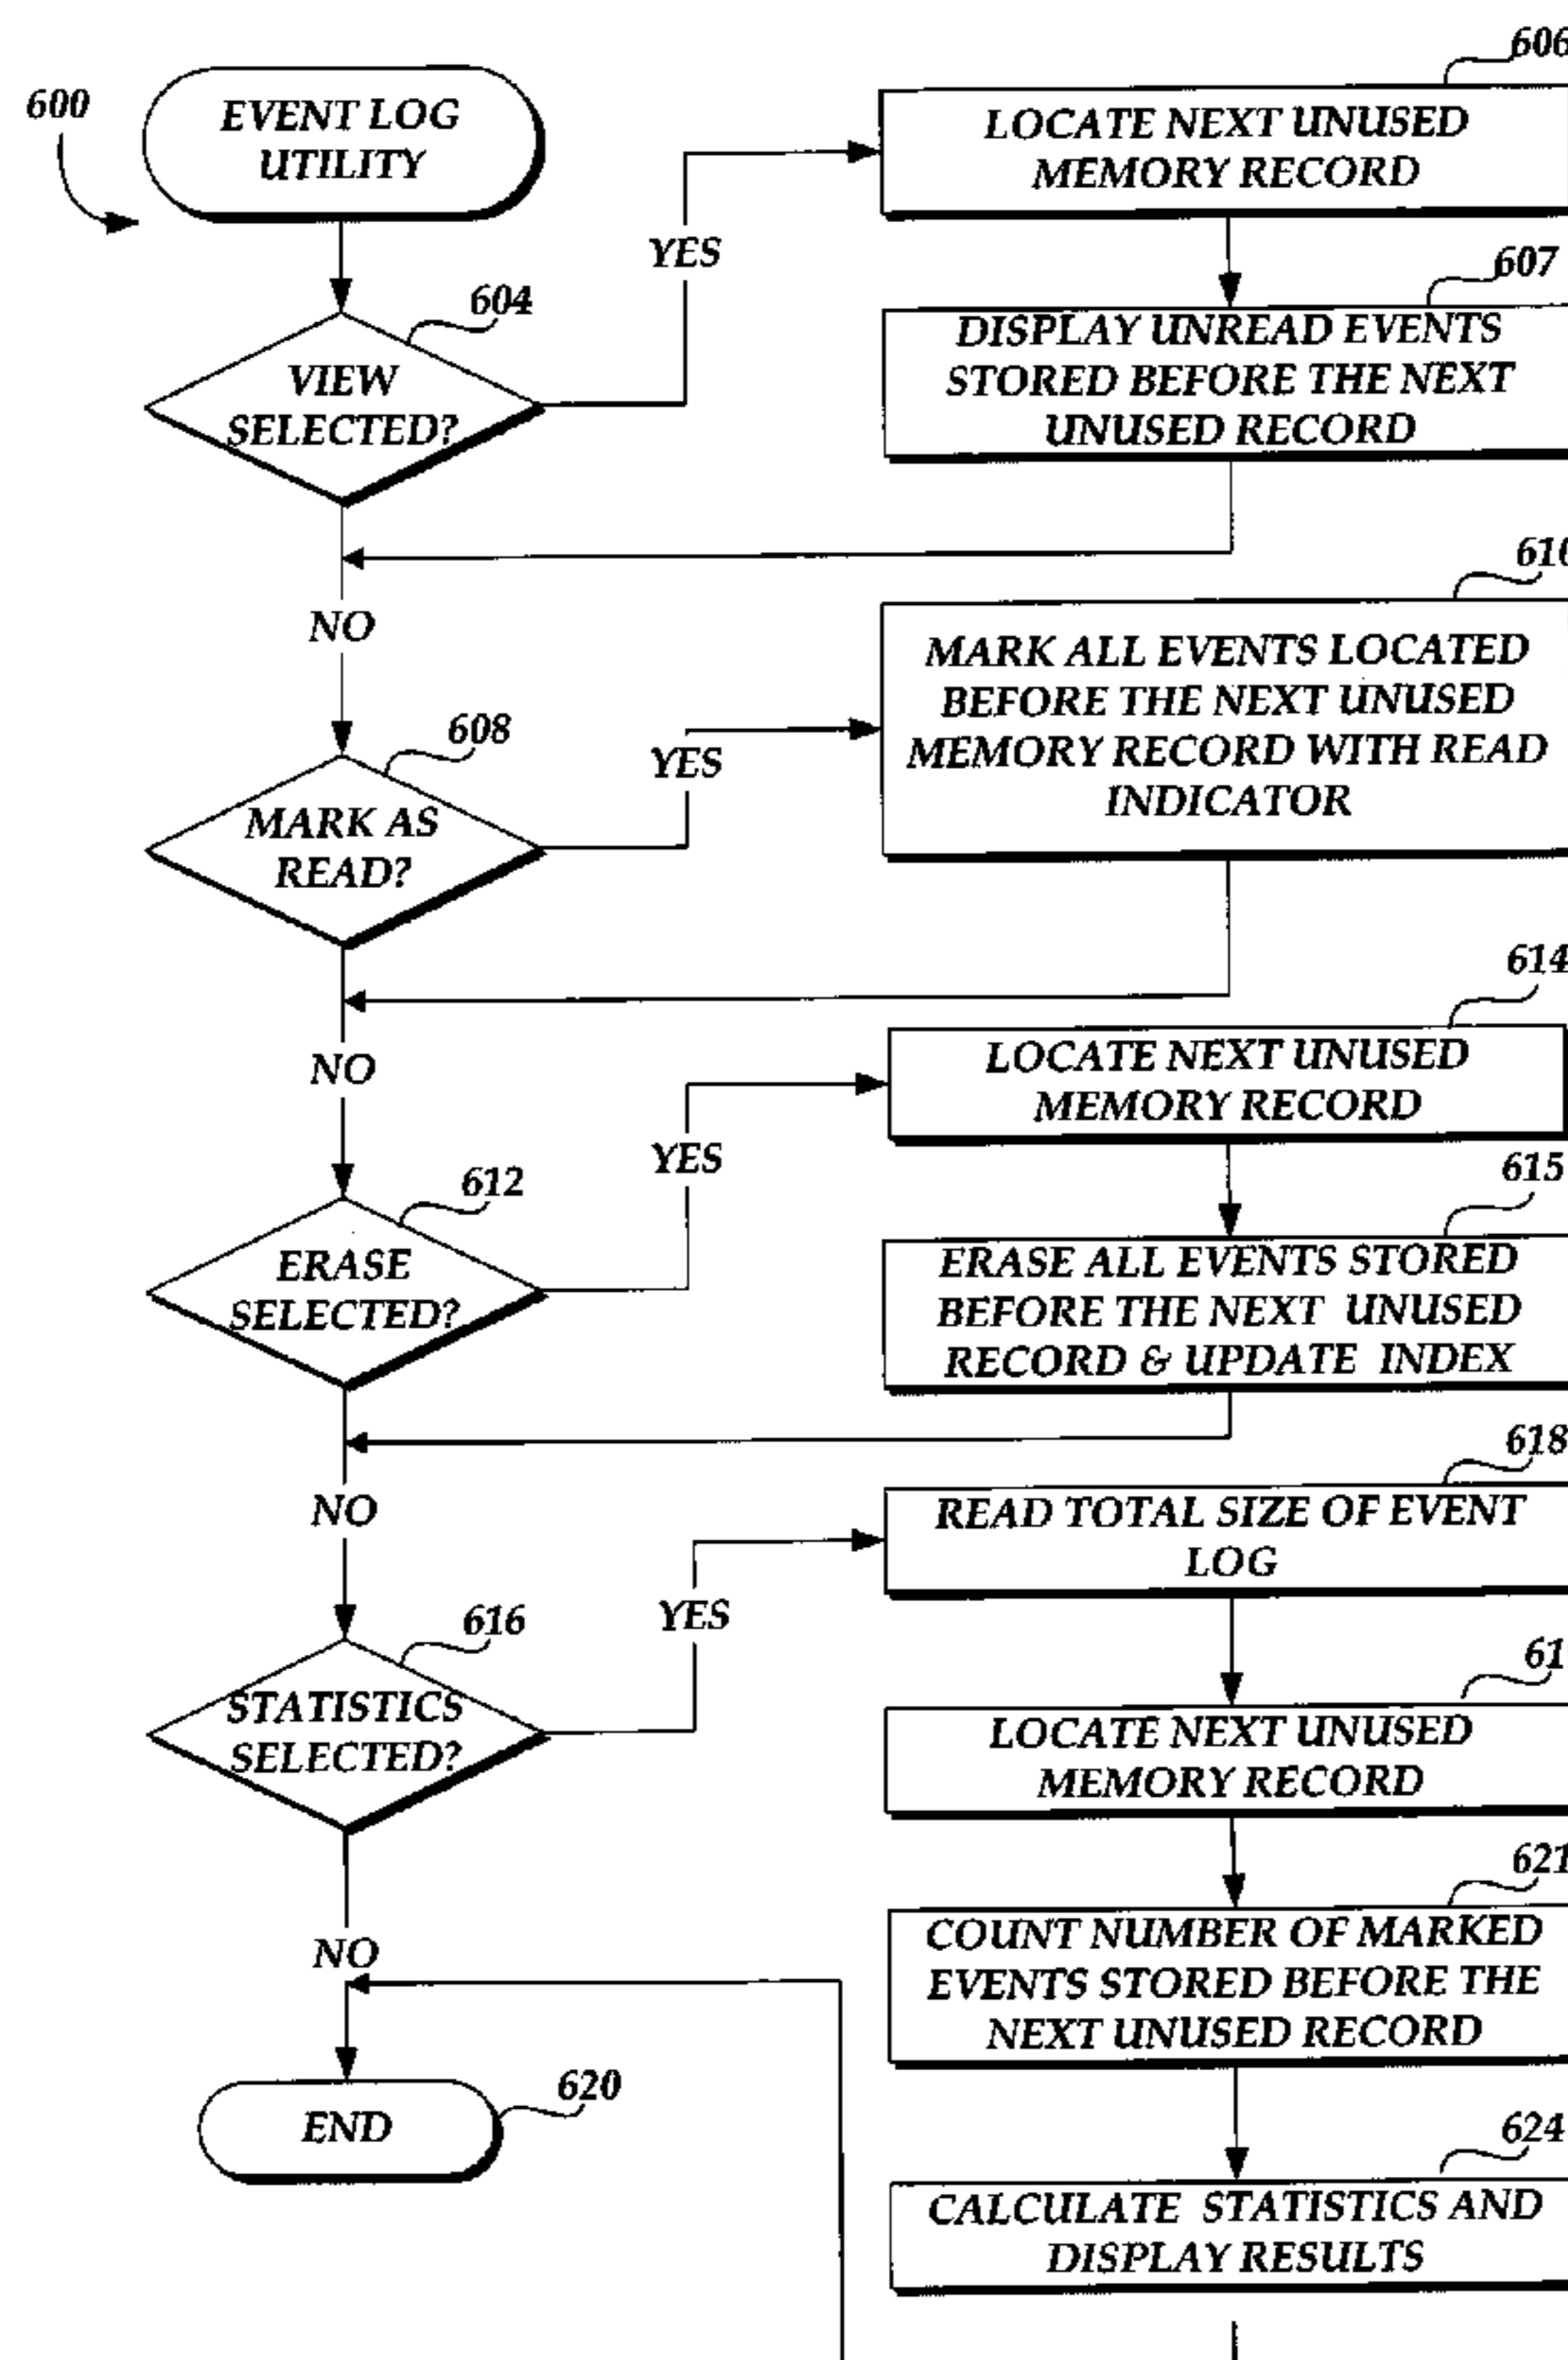 600
EVENT LOG
UTILITY
606
LOCATE NEXT UNUSED
MEMORY RECORD
YES
607
DISPLAY UNREAD EVENTS
STORED BEFORE THE NEXT
UNUSED RECORD
604
VIEW
SELECTED?
NO
610
MARK ALL EVENTS LOCATED
BEFORE THE NEXT UNUSED
MEMORY RECORD WITH READ
INDICATOR
608
YES
MARK AS
READ?
NO
614
LOCATE NEXT UNUSED
MEMORY RECORD
YES
615
612
ERASE
SELECTED?
ERASE ALL EVENTS STORED
BEFORE THE NEXT UNUSED
RECORD & UPDATE INDEX
NO
618
READ TOTAL SIZE OF EVENT
LOG
YES
616
STATISTICS
SELECTED?
61
LOCATE NEXT UNUSED
MEMORY RECORD
621
COUNT NUMBER OF MARKED
EVENTS STORED BEFORE THE
NEXT UNUSED RECORD
NO
620
END
624
CALCULATE STATISTICS AND
DISPLAY RESULTS